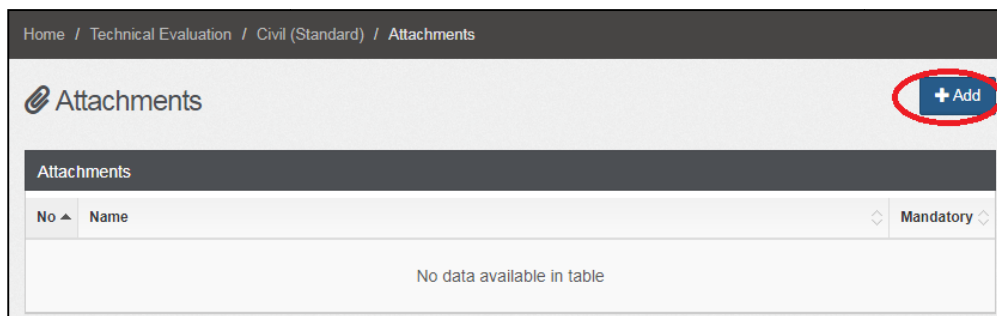 Home / Technical Evaluation / Civil (Standard) / Attachments
Attachments
+ Add
Attachments
No Name Mandatory
No data available in table